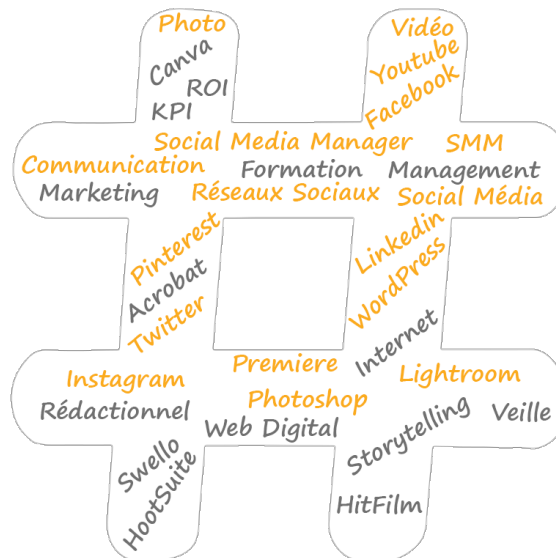 Photo
Vidéo
Canva
Youtube
ROI
Facebook
KPI
Social Media Manager
SMM
Communication
Formation
Management
Marketing
Réseaux Sociaux
Social Média
Pinterest
Linkedin
Acrobat
WordPress
Twitter
Internet
Premiere
Instagram
Lightroom
Photoshop
Rédactionnel
Veille
Web Digital
Storytelling
Swello
HootSuite
HitFilm